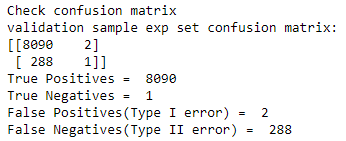 Check confusion matrix
validation sample exp set confusion matrix:
[[8090    2]
 [ 288    1]]
True Positives =  8090
True Negatives =  1
False Positives(Type I error) =  2
False Negatives(Type II error) =  288